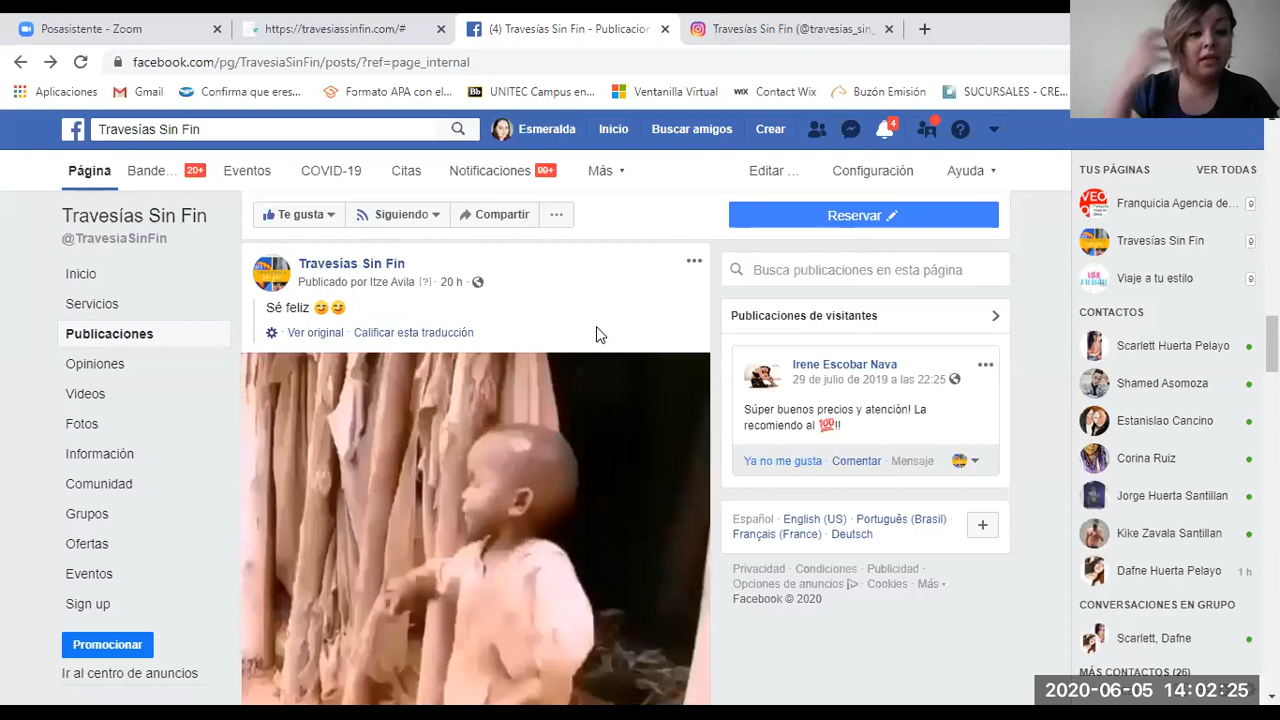 Posasistente - Zoom
https://travesiassinfin.com/#
(4) Travesías Sin Fin - Publicacior
Travesías Sin Fin (@travesias_sin_
facebook.com/pg/TravesiaSinFin/posts/?ref=page_internal
Aplicaciones
Gmail
Confirma que eres...
Formato APA con el...
Bb
UNITEC Campus en...
Ventanilla Virtual
WIX
Contact Wix
Buzón Emisión
SUCURSALES - CRE...
Travesías Sin Fin
Esmeralda
Inicio
Buscar amigos
Crear
4
Página
Bande...
20+
Eventos
COVID-19
Citas
Notificaciones
99+
Más
Editar ...
Configuración
Ayuda
Travesías Sin Fin
@TravesiaSinFin
Inicio
Servicios
Publicaciones
Opiniones
Videos
Fotos
Información
Comunidad
Grupos
Ofertas
Eventos
Sign up
Promocionar
Ir al centro de anuncios
Te gusta
Siguiendo
Compartir
Reservar
Travesías Sin Fin
Publicado por Itze Avila [?] · 20 h ·
Sé feliz 😊😊
Ver original · Calificar esta traducción
Busca publicaciones en esta página
Publicaciones de visitantes
Irene Escobar Nava
29 de julio de 2019 a las 22:25
Súper buenos precios y atención! La
recomiendo al 💯!!
Ya no me gusta · Comentar · Mensaje
Español · English (US) · Português (Brasil) ·
Français (France) · Deutsch
Privacidad · Condiciones · Publicidad ·
Opciones de anuncios · Cookies · Más
Facebook © 2020
TUS PÁGINAS
VER TODAS
Franquicia Agencia de...
9
Travesías Sin Fin
9
Viaje a tu estilo
9
CONTACTOS
Scarlett Huerta Pelayo
Shamed Asomoza
Estanislao Cancino
Corina Ruiz
Jorge Huerta Santillan
Kike Zavala Santillan
Dafne Huerta Pelayo
1 h
CONVERSACIONES EN GRUPO
Scarlett, Dafne
MÁS CONTACTOS (26)
2020-06-05 14:02:25